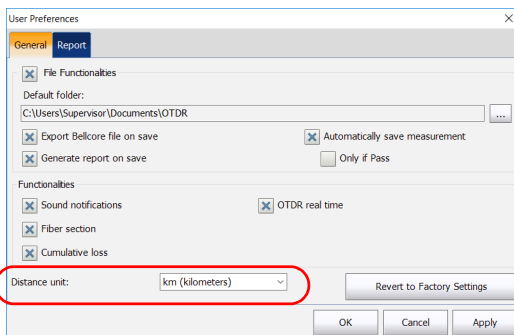 User Preferences
General Report
File Functionalities
Default folder:
C:\Users\Supervisor\Documents\OTDR ...
Export Bellcore file on save Automatically save measurement
Generate report on save Only if Pass
Functionalities
Sound notifications OTDR real time
Fiber section
Cumulative loss
Distance unit: km (kilometers) Revert to Factory Settings
OK Cancel Apply